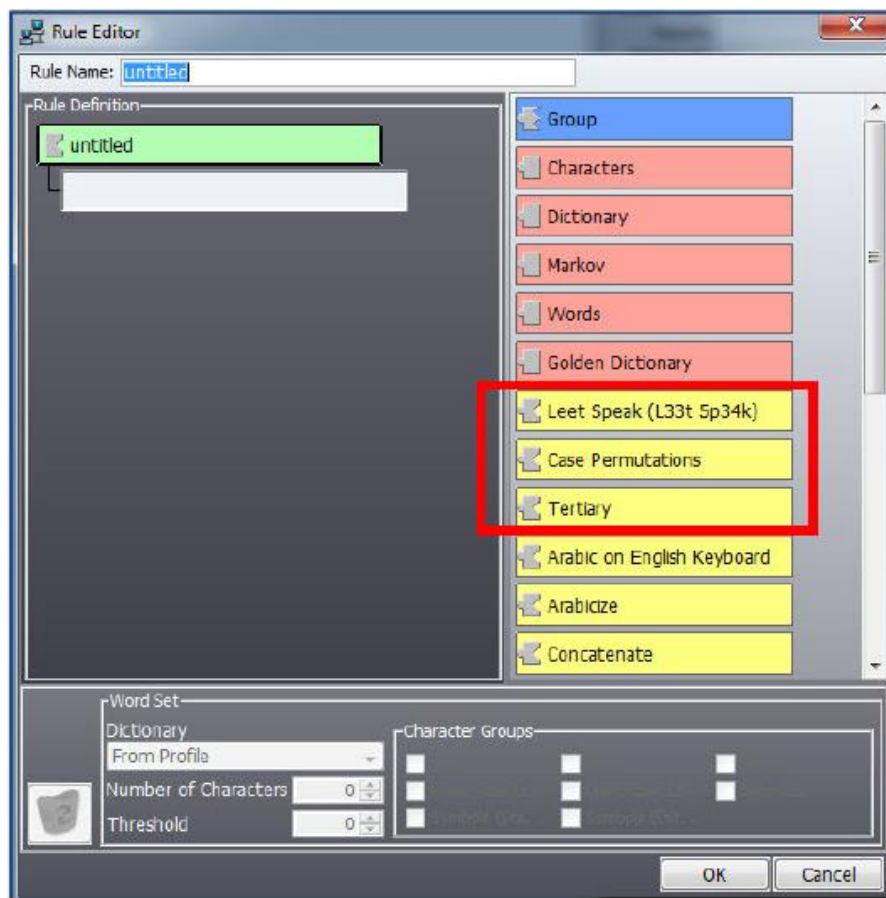 Rule Editor
Rule Name: untitled
Rule Definition
untitled
Group
Characters
Dictionary
Markov
Words
Golden Dictionary
Leet Speak (L33t 5p34k)
Case Permutations
Tertiary
Arabic on English Keyboard
Arabicize
Concatenate
Word Set
Dictionary
From Profile
Number of Characters 0
Threshold 0
Character Groups
OK Cancel